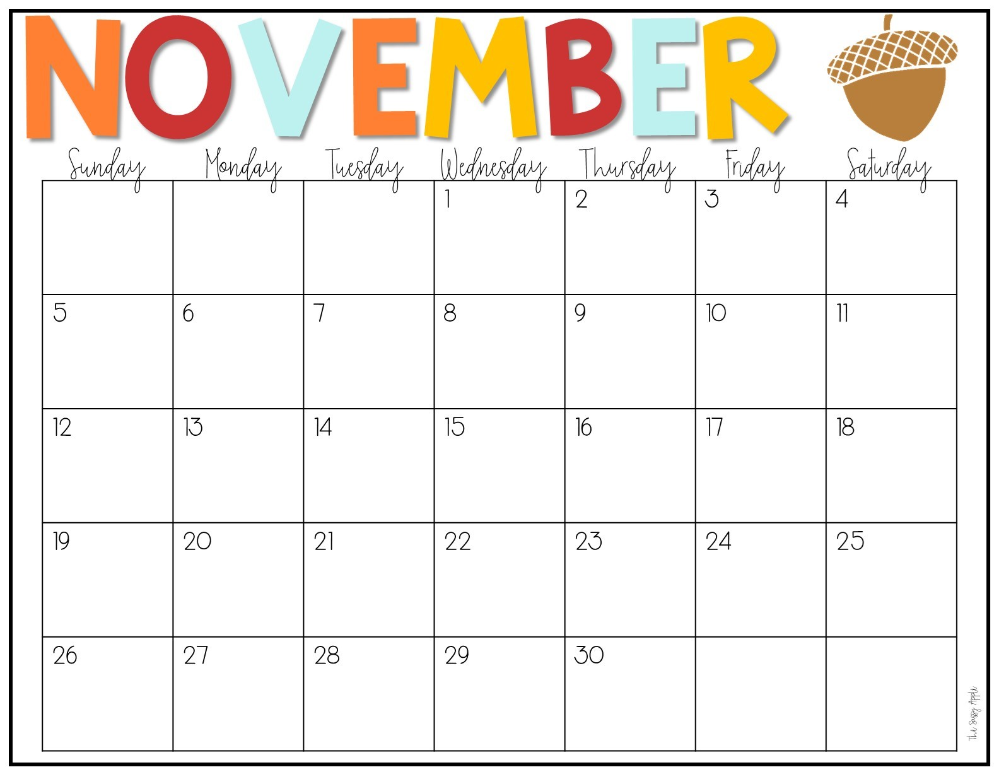 NOVEMBER
Sunday Monday Tuesday Wednesday Thursday Friday Saturday
1 2 3 4
5 6 7 8 9 10 11
12 13 14 15 16 17 18
19 20 21 22 23 24 25
26 27 28 29 30
The Sassy Apple